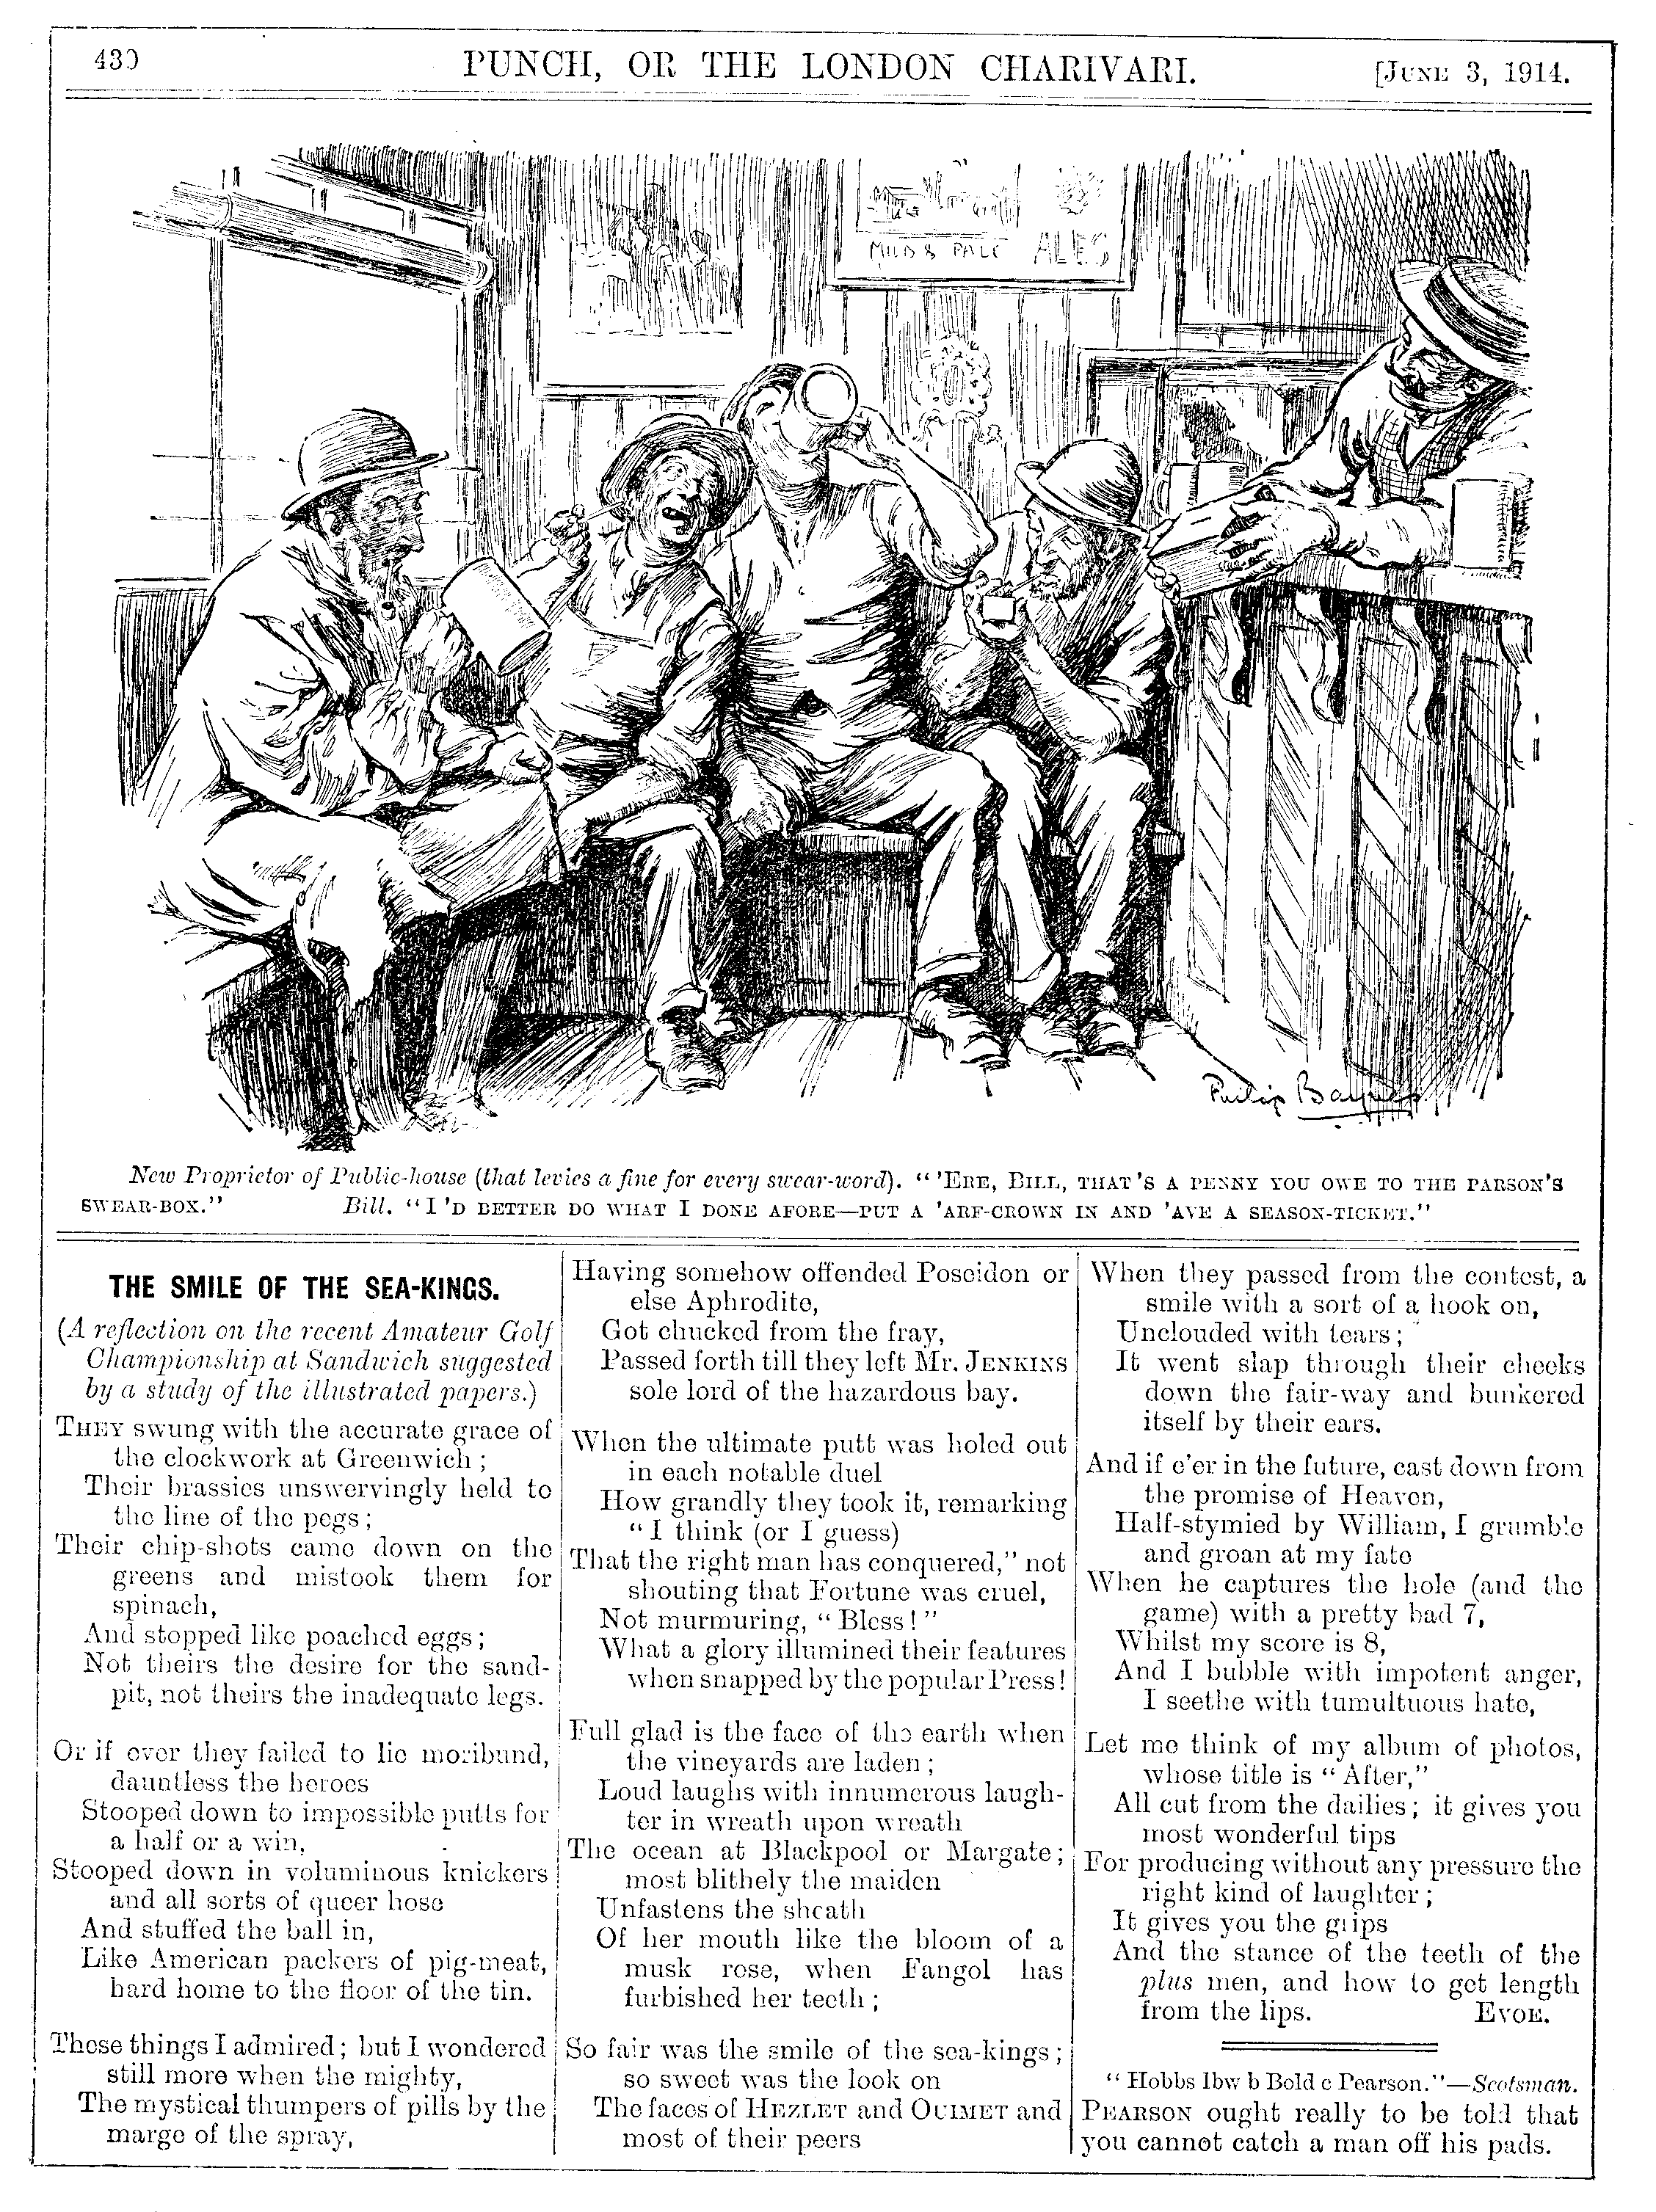 430
PUNCH, OR THE LONDON CHARIVARI.
[JUNE 3, 1914.
MILD & PALE ALES
Philip Baynes
New Proprietor of Public-house (that levies a fine for every swear-word). "'ERE, BILL, THAT'S A PENNY YOU OWE TO THE PARSON'S
SWEAR-BOX." Bill. "I'D BETTER DO WHAT I DONE AFORE—PUT A 'ARF-CROWN IN AND 'AVE A SEASON-TICKET."
THE SMILE OF THE SEA-KINGS.
(A reflection on the recent Amateur Golf
Championship at Sandwich suggested
by a study of the illustrated papers.)
THEY swung with the accurate grace of
the clockwork at Greenwich;
Their brassies unswervingly held to
the line of the pegs;
Their chip-shots came down on the
greens and mistook them for
spinach,
And stopped like poached eggs;
Not theirs the desire for the sand-
pit, not theirs the inadequate legs.
Or if ever they failed to lie moribund,
dauntless the heroes
Stooped down to impossible putts for
a half or a win,
Stooped down in voluminous knickers
and all sorts of queer hose
And stuffed the ball in,
Like American packers of pig-meat,
hard home to the floor of the tin.
These things I admired; but I wondered
still more when the mighty,
The mystical thumpers of pills by the
marge of the spray,
Having somehow offended Poseidon or
else Aphrodite,
Got chucked from the fray,
Passed forth till they left Mr. JENKINS
sole lord of the hazardous bay.
When the ultimate putt was holed out
in each notable duel
How grandly they took it, remarking
"I think (or I guess)
That the right man has conquered," not
shouting that Fortune was cruel,
Not murmuring, "Bless!"
What a glory illumined their features
when snapped by the popular Press!
Full glad is the face of the earth when
the vineyards are laden;
Loud laughs with innumerous laugh-
ter in wreath upon wreath
The ocean at Blackpool or Margate;
most blithely the maiden
Unfastens the sheath
Of her mouth like the bloom of a
musk rose, when Fangol has
furbished her teeth;
So fair was the smile of the sea-kings;
so sweet was the look on
The faces of HEZLET and OUIMET and
most of their peers
When they passed from the contest, a
smile with a sort of a hook on,
Unclouded with tears;
It went slap through their cheeks
down the fair-way and bunkered
itself by their ears.
And if e'er in the future, cast down from
the promise of Heaven,
Half-stymied by William, I grumble
and groan at my fate
When he captures the hole (and the
game) with a pretty bad 7,
Whilst my score is 8,
And I bubble with impotent anger,
I seethe with tumultuous hate,
Let me think of my album of photos,
whose title is "After,"
All cut from the dailies; it gives you
most wonderful tips
For producing without any pressure the
right kind of laughter;
It gives you the grips
And the stance of the teeth of the
plus men, and how to get length
from the lips. EVOE.
"Hobbs lbw b Bold c Pearson."—Scotsman.
PEARSON ought really to be told that
you cannot catch a man off his pads.